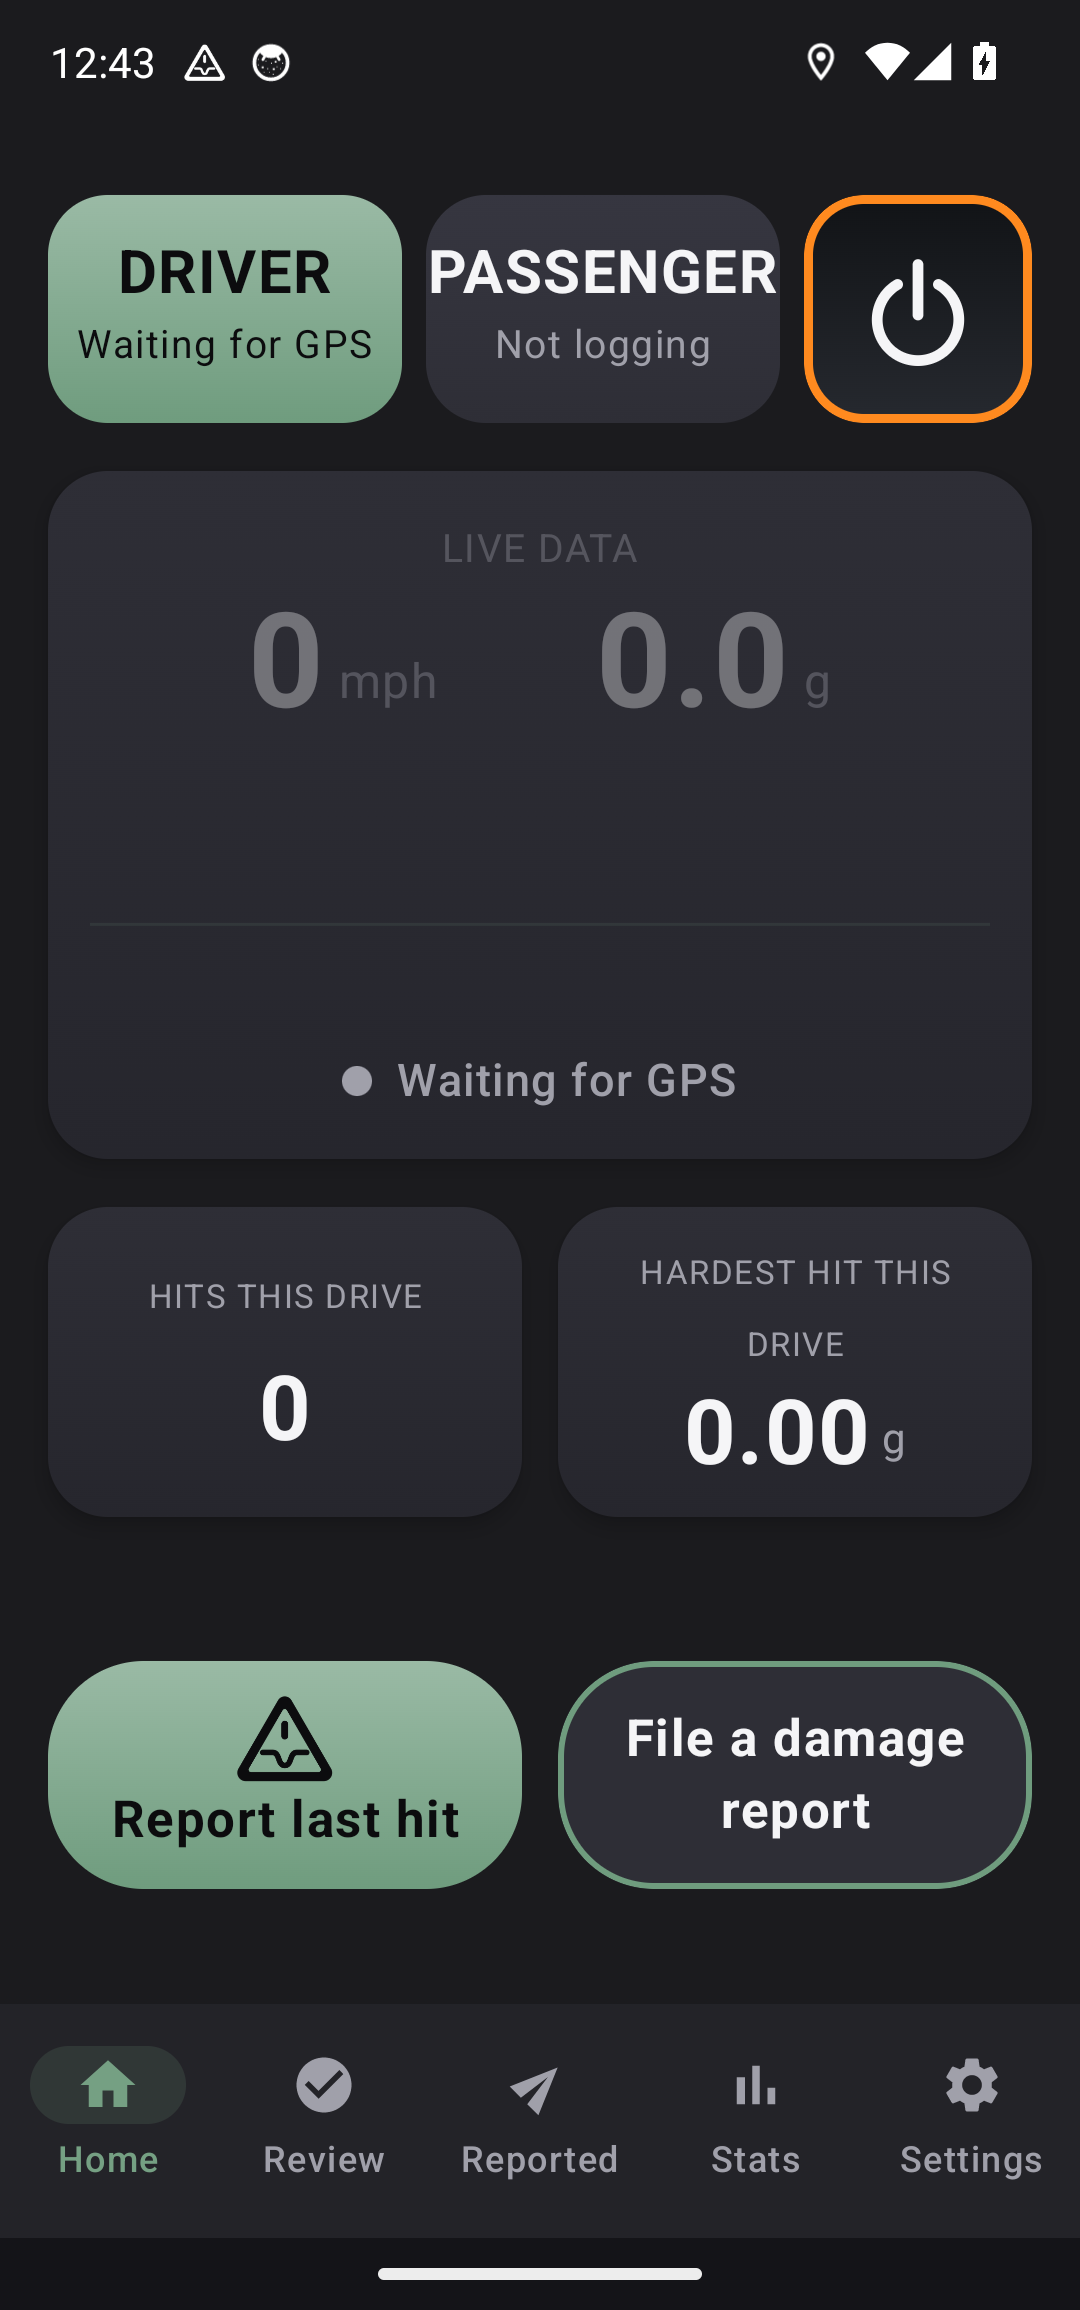 12:43
DRIVER
Waiting for GPS
PASSENGER
Not logging
LIVE DATA
0 mph
0.0 g
Waiting for GPS
HITS THIS DRIVE
0
HARDEST HIT THIS
DRIVE
0.00 g
Report last hit
File a damage
report
Home
Review
Reported
Stats
Settings